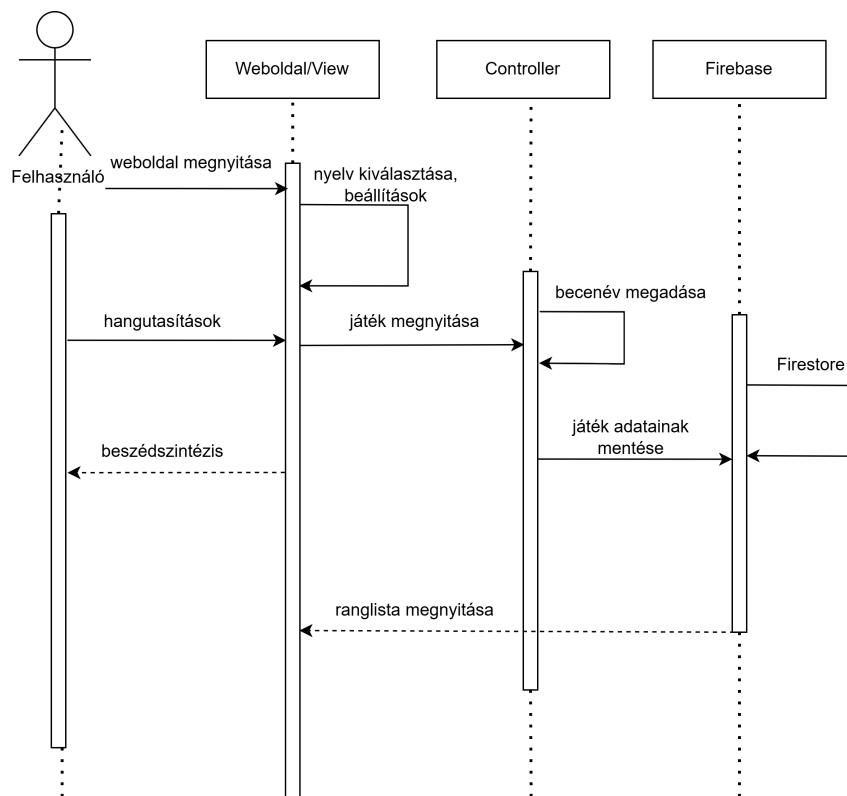 Weboldal/View
Controller
Firebase
Felhasználó
weboldal megnyitása
nyelv kiválasztása,
beállítások
becenév megadása
hangutasítások
játék megnyitása
Firestore
játék adatainak
mentése
beszédszintézis
ranglista megnyitása